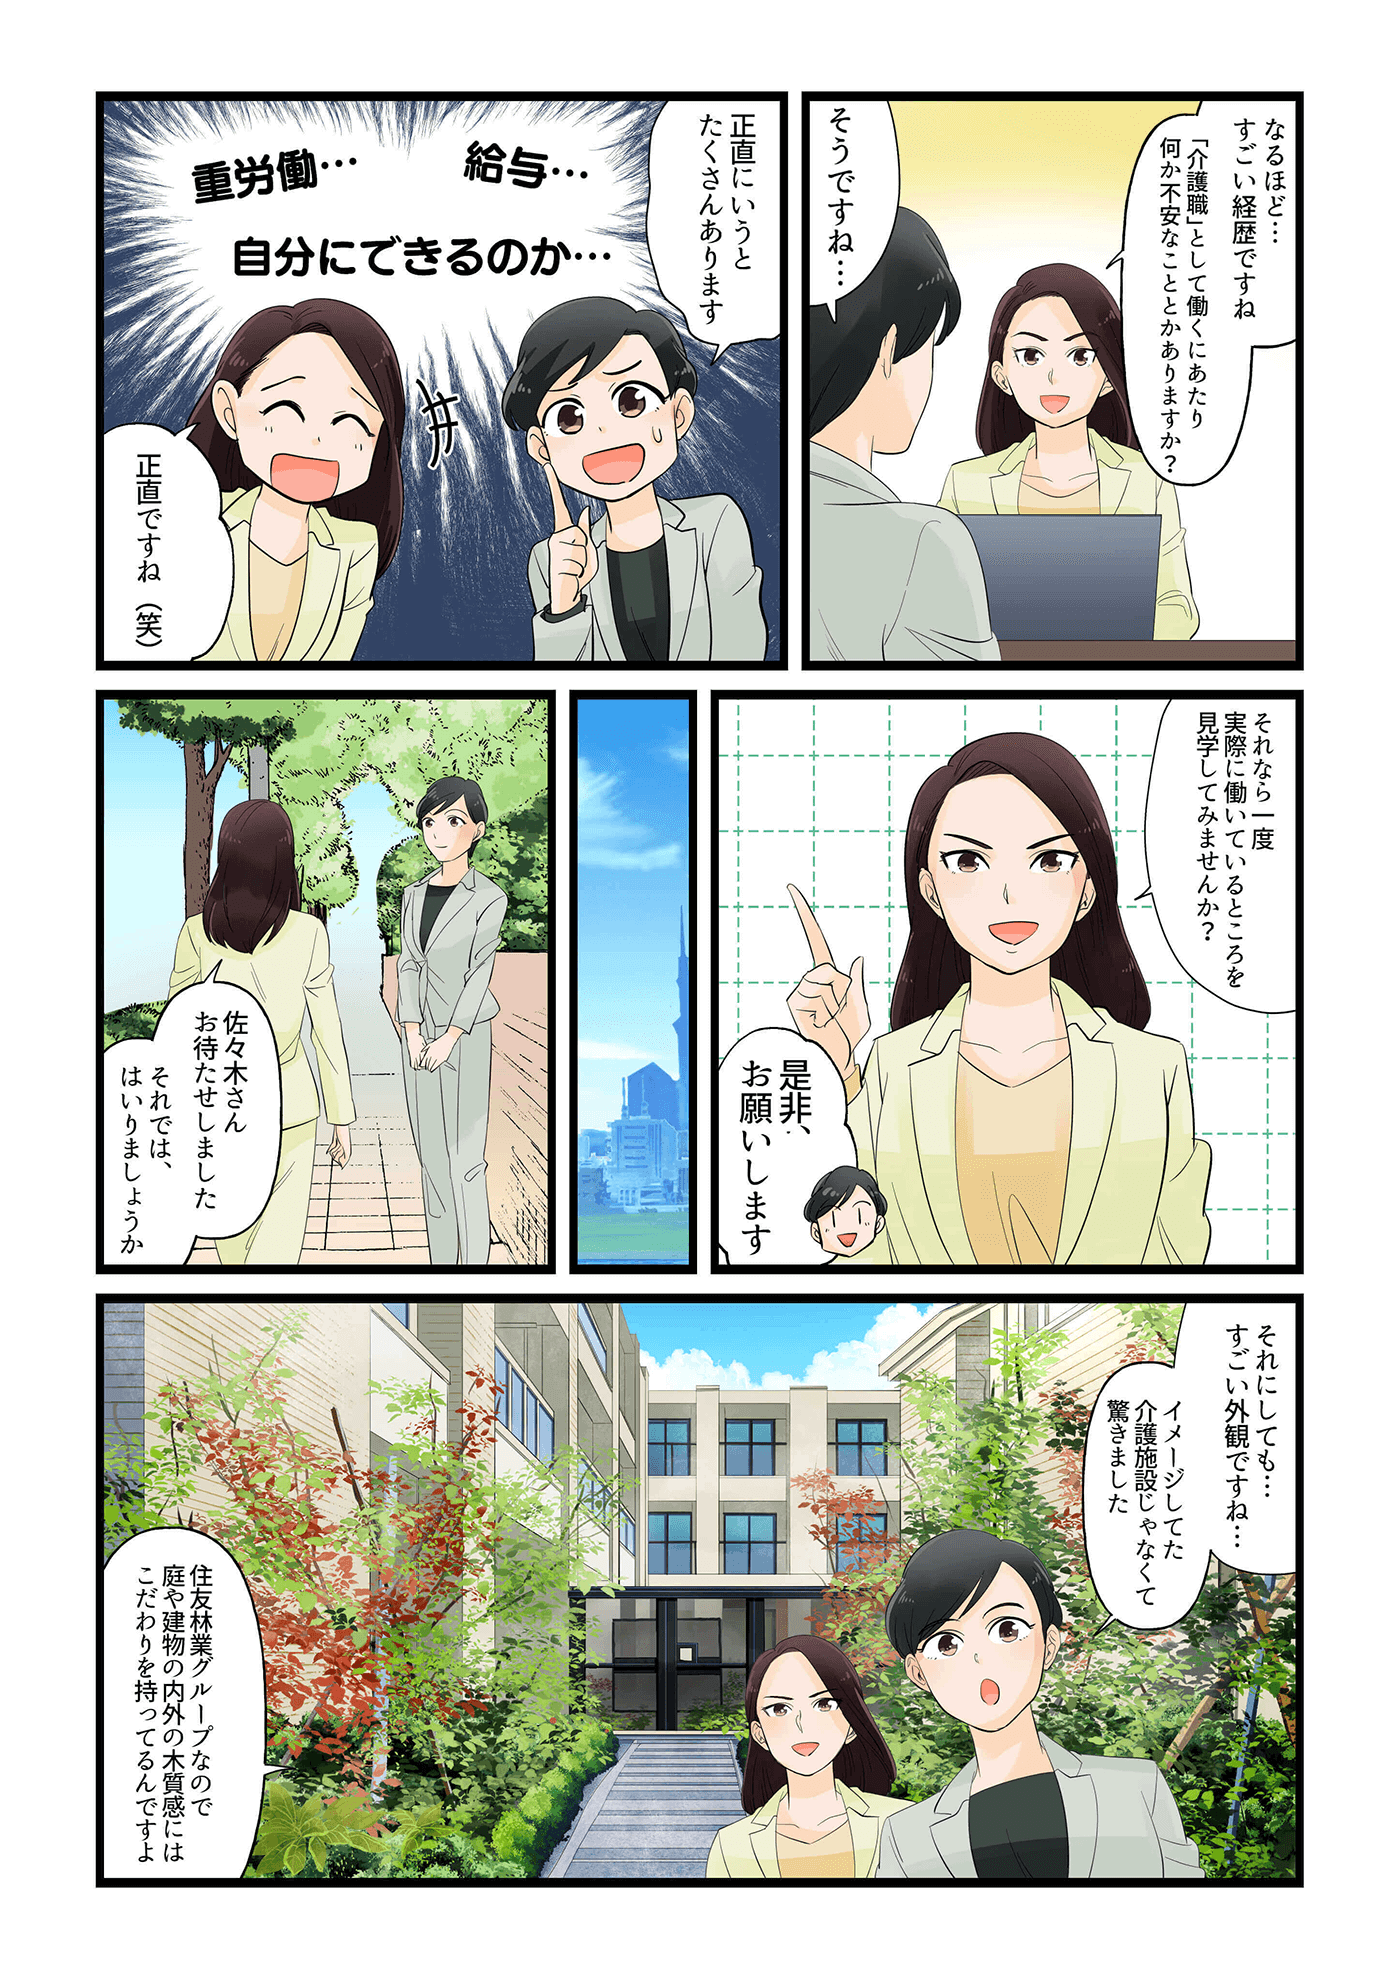 なるほど…
すごい経歴ですね
「介護職」として働くにあたり
何か不安なこととかありますか？
そうですね…
正直にいうと
たくさんあります
給与…
重労働…
自分にできるのか…
正直ですね（笑）
それなら一度
実際に働いているところを
見学してみませんか？
是非、
お願いします
佐々木さん
お待たせしました
それでは、
はいりましょうか
それにしても…
すごい外観ですね…
イメージしてた
介護施設じゃなくて
驚きました
住友林業グループなので
庭や建物の内外の木質感には
こだわりを持ってるんですよ